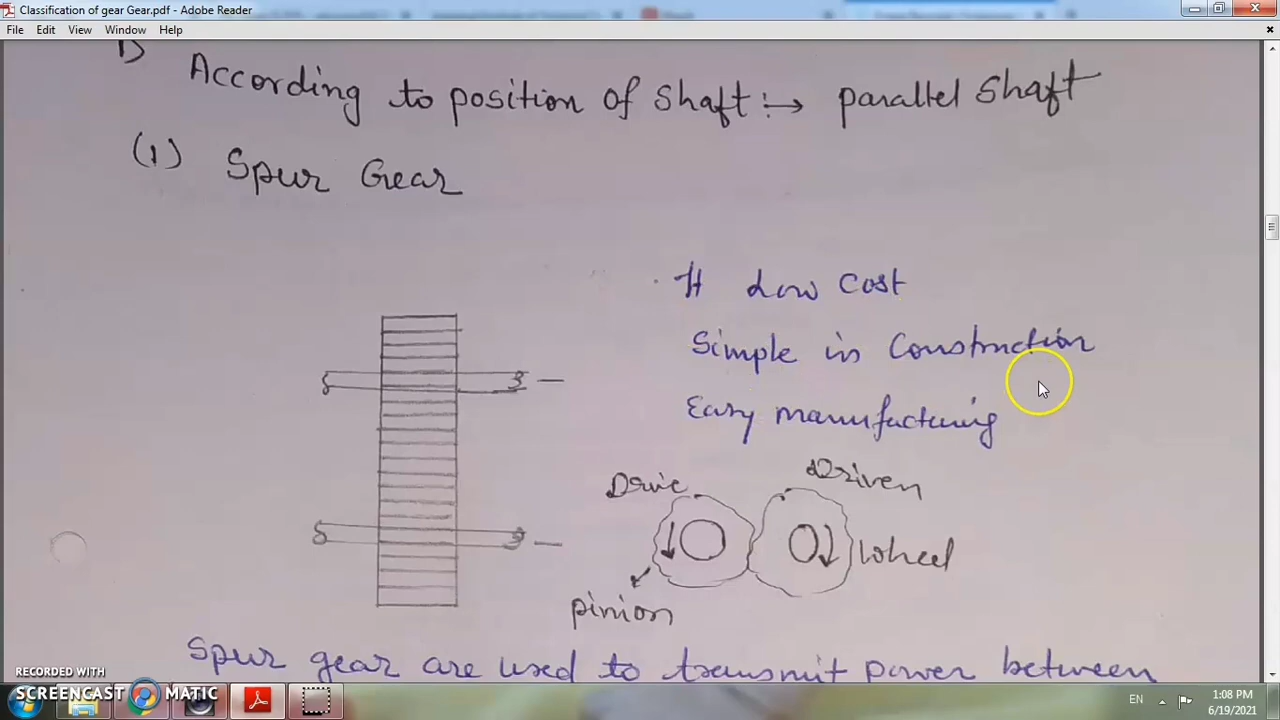 Classification of gear Gear.pdf - Adobe Reader
File Edit View Window Help
1)
According to position of shaft :→ parallel shaft
(1) Spur Gear
# Low cost
Simple in Construction
Easy manufacturing
Drive
Driven
Wheel
pinion
Spur gear are used to transmit power between
RECORDED WITH
SCREENCAST MATIC
EN
1:08 PM
6/19/2021